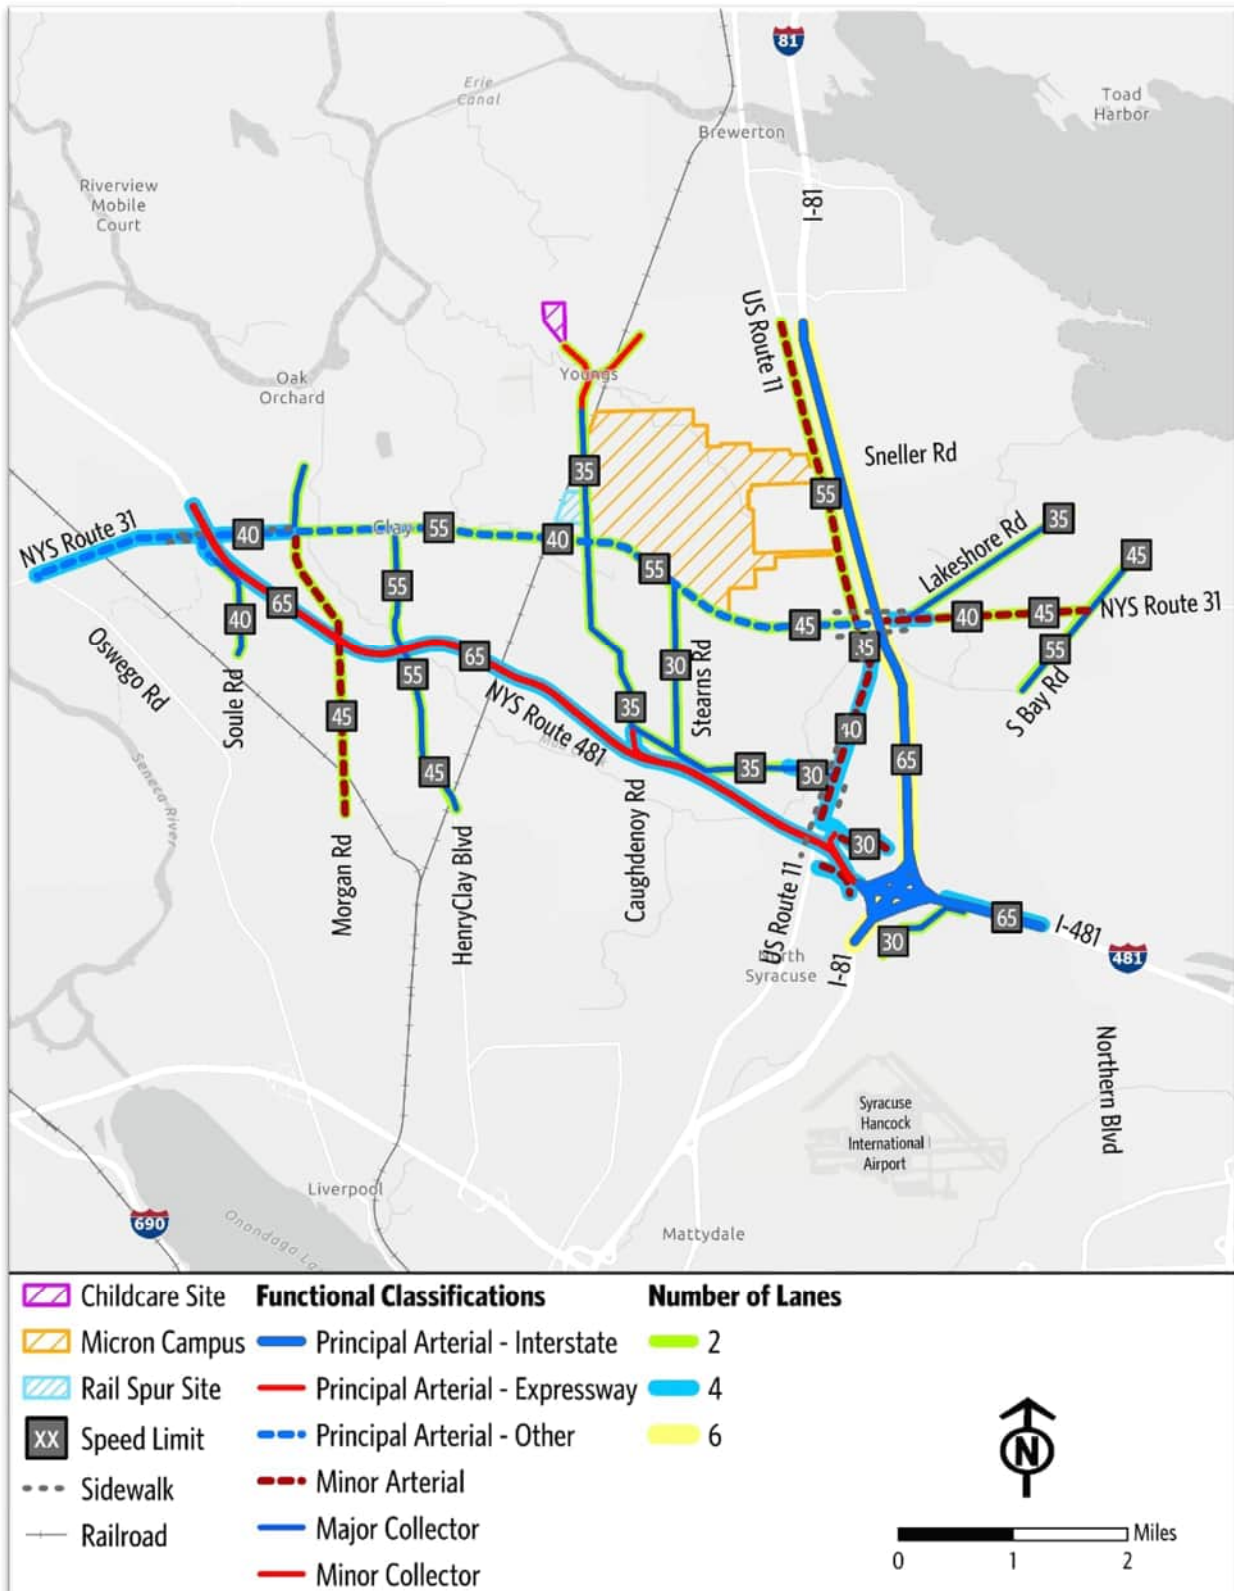 81
Toad
Harbor
Erie
Canal
Brewerton
I-81
Riverview
Mobile
Court
US Route 11
Oak
Orchard
Youngs
Sneller Rd
35
55
Lakeshore Rd
35
NYS Route 31
40
Clay
55
40
55
45
NYS Route 31
40
45
55
65
40
45
35
55
S Bay Rd
Oswego Rd
Soule Rd
65
55
30
Stearns Rd
NYS Route 481
35
45
40
65
Seneca River
45
35
30
Caughdenoy Rd
Morgan Rd
HenryClay Blvd
30
US Route 11
65
I-481
481
30
North
Syracuse
I-81
Northern Blvd
Syracuse
Hancock
International
Airport
Liverpool
690
Onondaga La
Mattydale
Childcare Site
Micron Campus
Rail Spur Site
XX Speed Limit
Sidewalk
Railroad
Functional Classifications
Principal Arterial - Interstate
Principal Arterial - Expressway
Principal Arterial - Other
Minor Arterial
Major Collector
Minor Collector
Number of Lanes
2
4
6
N
Miles
0 1 2